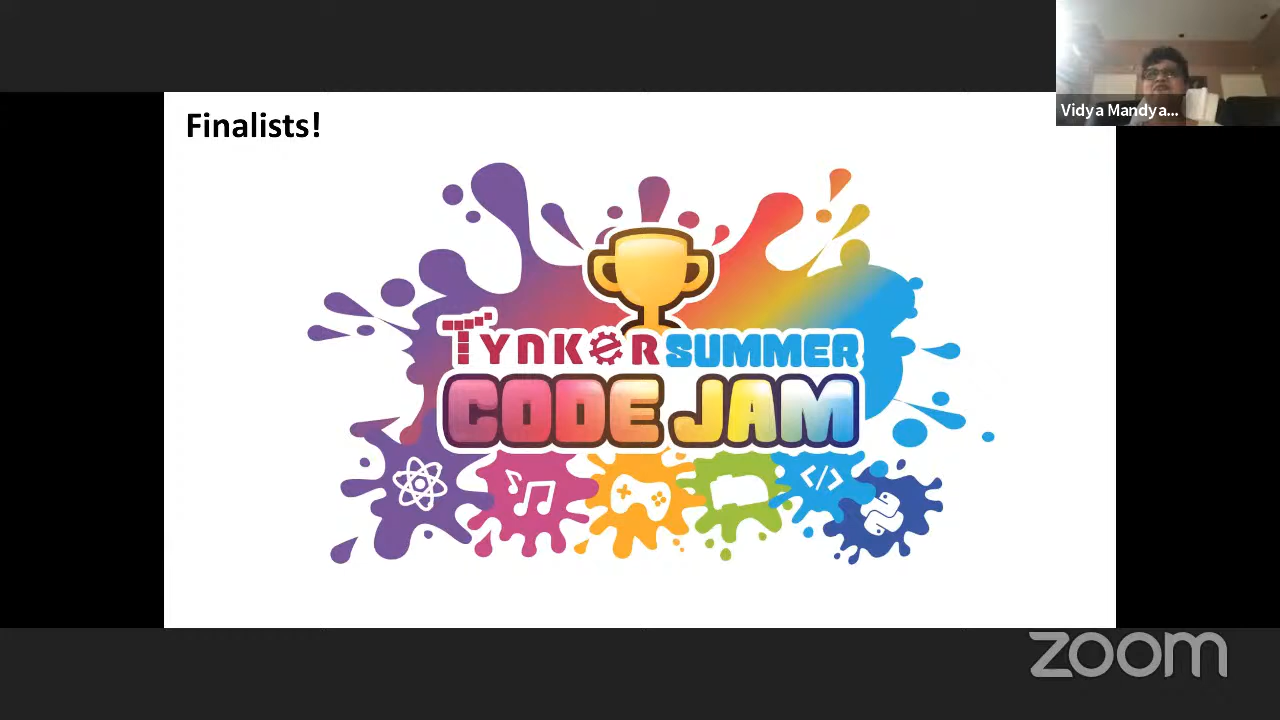 Vidya Mandya...
Finalists!
TYNKER SUMMER
CODE JAM
</>
zoom